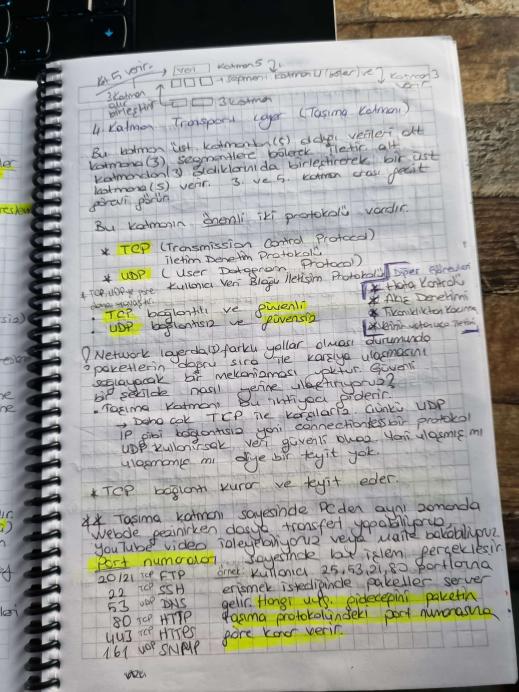 Kat.5 verir. → veri Katman 5
→ segment Katman 4 (böler) ve Katman 3 verir
3 Katman alır birleştirir
3 Katman
4. Katman Transport Layer (Taşıma Katmanı)
Bu katman üst katmandan (5) aldığı verileri alt
katmana (3) segmentlere bölerek iletir. alt
katmandan (3) aldıklarınıda birleştirerek bir üst
katmana (5) verir. 3. ve 5. katman arası geçit
görevi görür.
Bu katmanın önemli iki protokolü vardır.
* TCP (Transmission Control Protocol)
İletim Denetim Protokolü
* UDP (User Datagram Protocol)
Kullanıcı Veri Bloğu İletişim Protokolü
* TCP, UDP'ye göre daha yavaştır.
Diğer Görevleri
* Hata Kontrolü
* Akış Denetimi
* Tıkanıklıktan Kaçınma
TCP bağlantılı ve güvenli
UDP bağlantısız ve güvensiz
Network layerda(3) farklı yollar olması durumunda
paketlerin doğru sıra ile karşıya ulaşmasını
sağlayacak bir mekanizması yoktur. Güvenli
bir şekilde nasıl yerine ulaştırıyoruz?
• Taşıma Katmanı Bu ihtiyacı giderir.
→ Daha çok TCP ile karşılarız. Çünkü UDP
IP gibi bağlantısız yani connectionless bir protokol
UDP kullanırsak veri güvenli olmaz. Yani ulaşmış mı
ulaşmamış mı diye bir teyit yok.
* TCP bağlantı kurar ve teyit eder.
** Taşıma katmanı sayesinde PC den aynı zamanda
Webde gezinirken dosya transferi yapabiliyoruz
YouTube video izleyebiliyoruz veya maile bakabiliyoruz
Port numaraları sayesinde bu işlem gerçekleşir.
20/21 TCP FTP örnek: Kullanıcı 25, 53, 21, 80 portlarına
22 TCP SSH erişmek istediğinde paketler server
53 UDP DNS gelir. Hangi uyg. gideceğini paketin
80 TCP HTTP taşıma protokolündeki port numarasına
443 TCP HTTPS göre karar verir.
161 UDP SNMP